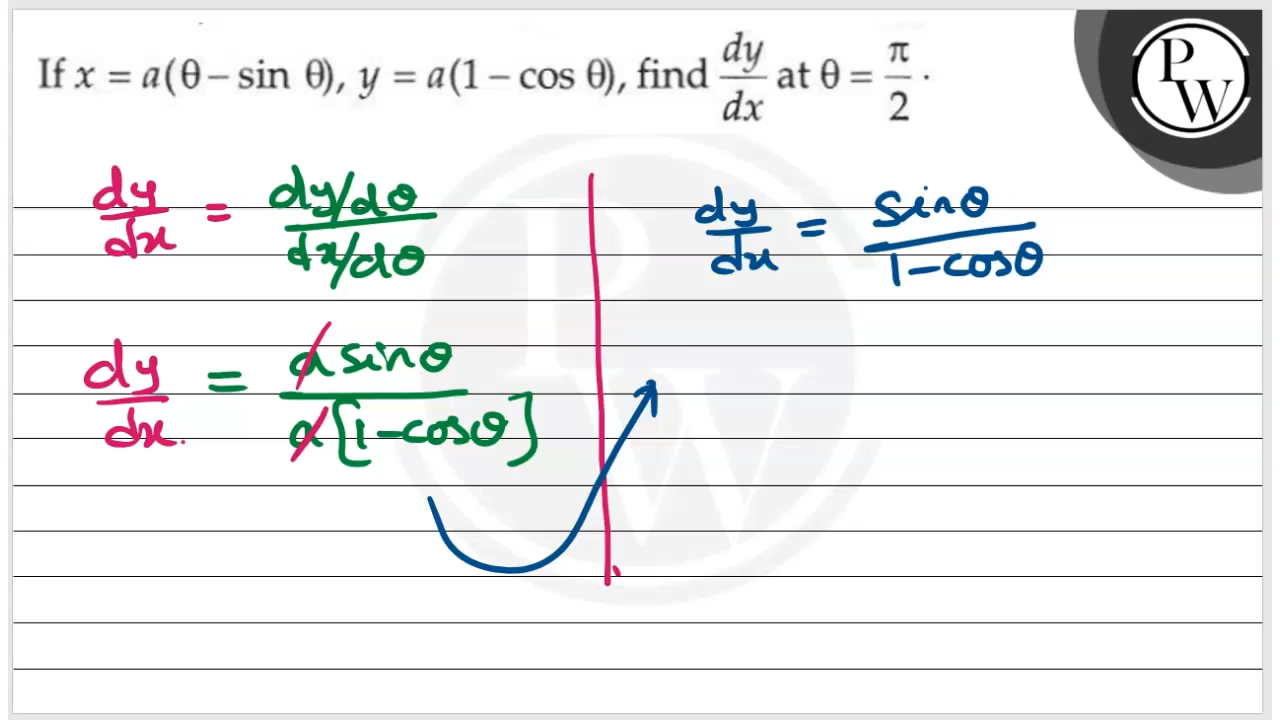 If x = a(θ − sin θ), y = a(1 − cos θ), find dy/dx at θ = π/2 .
PW
dy/dx = (dy/dθ)/(dx/dθ)
dy/dx = a sinθ / a[1−cosθ]
dy/dx = sinθ / 1−cosθ
PW